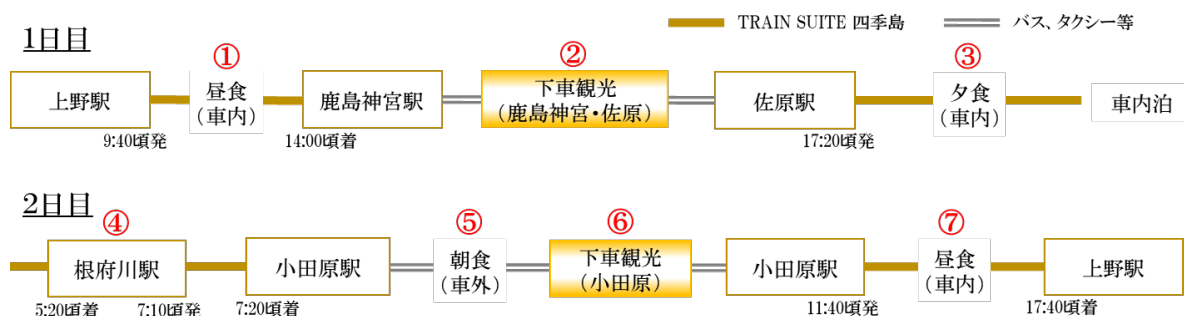 TRAIN SUITE 四季島
バス、タクシー等
1日目
①
②
③
上野駅
昼食
(車内)
鹿島神宮駅
下車観光
(鹿島神宮・佐原)
佐原駅
夕食
(車内)
車内泊
9:40頃発
14:00頃着
17:20頃発
2日目
④
⑤
⑥
⑦
根府川駅
小田原駅
朝食
(車外)
下車観光
(小田原)
小田原駅
昼食
(車内)
上野駅
5:20頃着
7:10頃発
7:20頃着
11:40頃発
17:40頃着